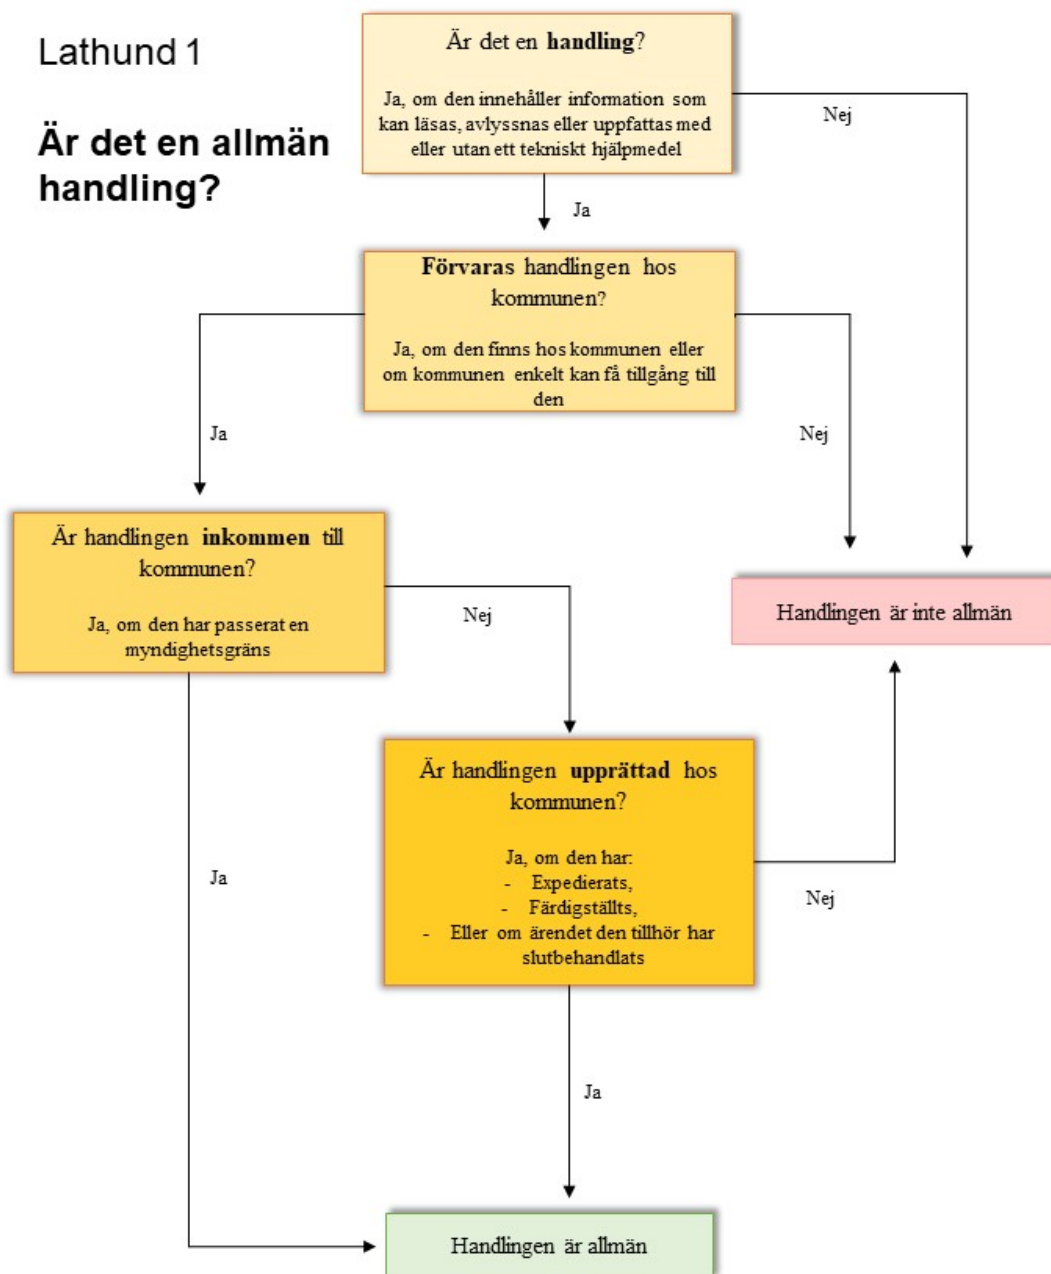 Lathund 1
Är det en allmän
handling?
Är det en handling?
Ja, om den innehåller information som
kan läsas, avlyssnas eller uppfattas med
eller utan ett tekniskt hjälpmedel
Nej
Ja
Förvaras handlingen hos
kommunen?
Ja, om den finns hos kommunen eller
om kommunen enkelt kan få tillgång till
den
Ja
Nej
Är handlingen inkommen till
kommunen?
Ja, om den har passerat en
myndighetsgräns
Nej
Handlingen är inte allmän
Är handlingen upprättad hos
kommunen?
Ja, om den har:
- Expedierats,
- Färdigställts,
- Eller om ärendet den tillhör har
slutbehandlats
Ja
Nej
Ja
Handlingen är allmän